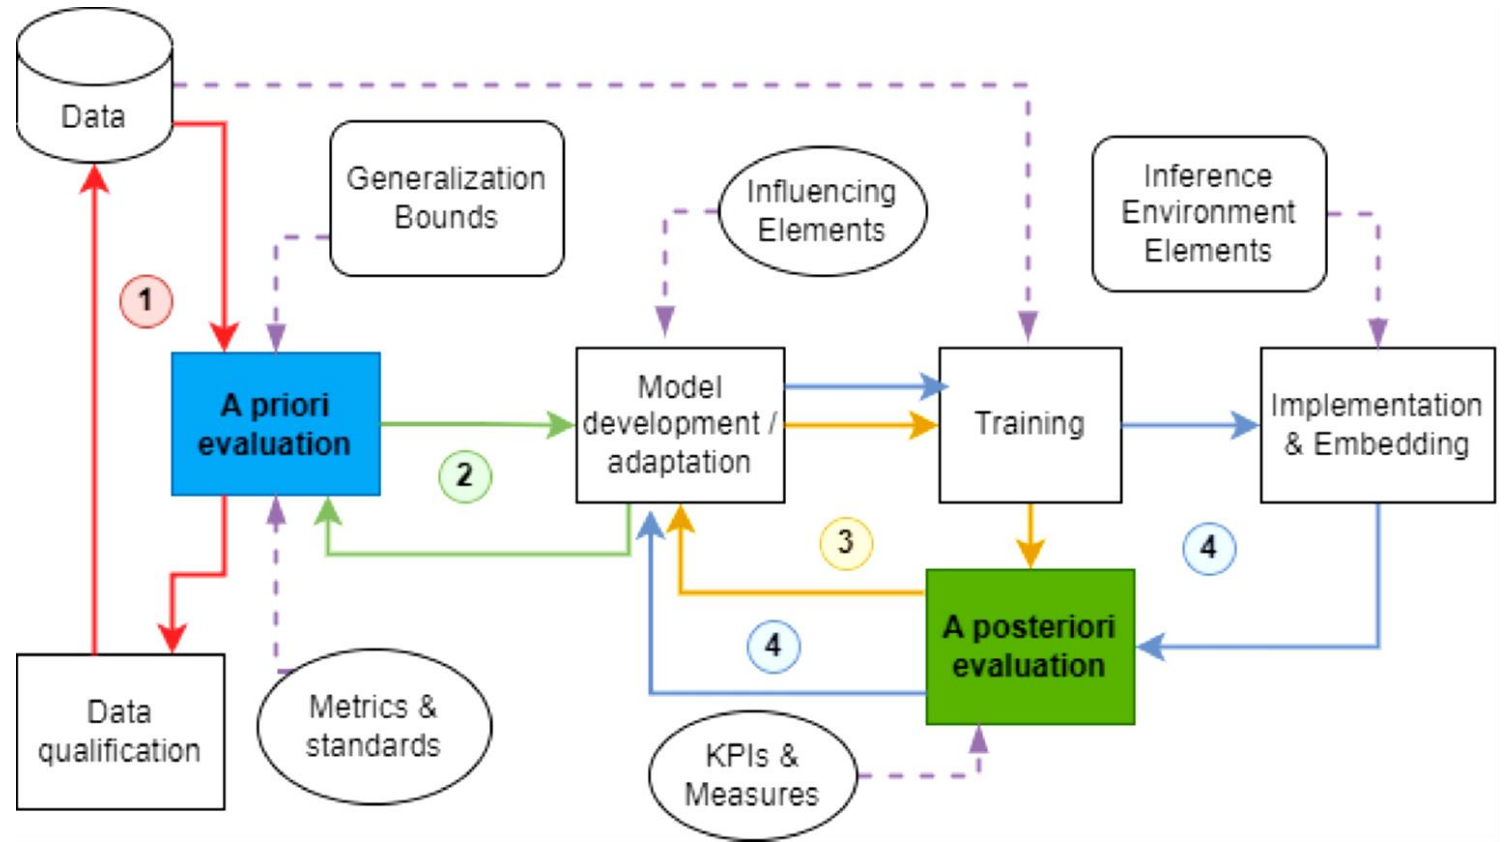 Data
Generalization
Bounds
Influencing
Elements
Inference
Environment
Elements
1
A priori
evaluation
2
Model
development /
adaptation
Training
Implementation
& Embedding
3
4
A posteriori
evaluation
4
Data
qualification
Metrics &
standards
KPIs &
Measures